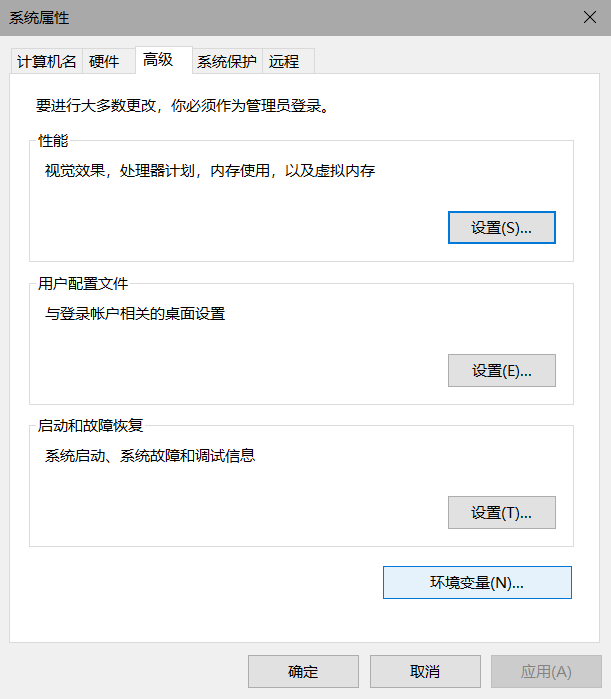 系统属性
计算机名 硬件 高级 系统保护 远程
要进行大多数更改，你必须作为管理员登录。
性能
视觉效果，处理器计划，内存使用，以及虚拟内存
设置(S)...
用户配置文件
与登录帐户相关的桌面设置
设置(E)...
启动和故障恢复
系统启动、系统故障和调试信息
设置(T)...
环境变量(N)...
确定 取消 应用(A)